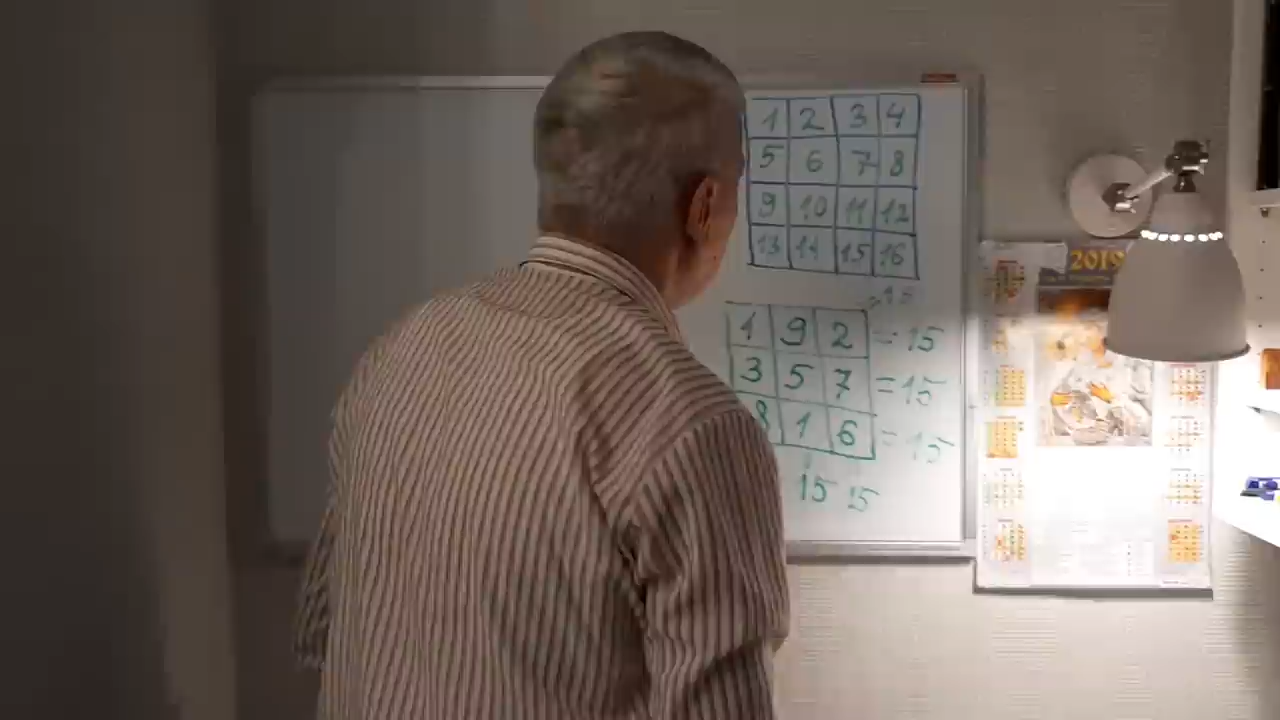 1 2 3 4
5 6 7 8
9 10 11 12
13 14 15 16
=15
1 9 2 = 15
3 5 7 = 15
8 1 6 = 15
15 15
2019